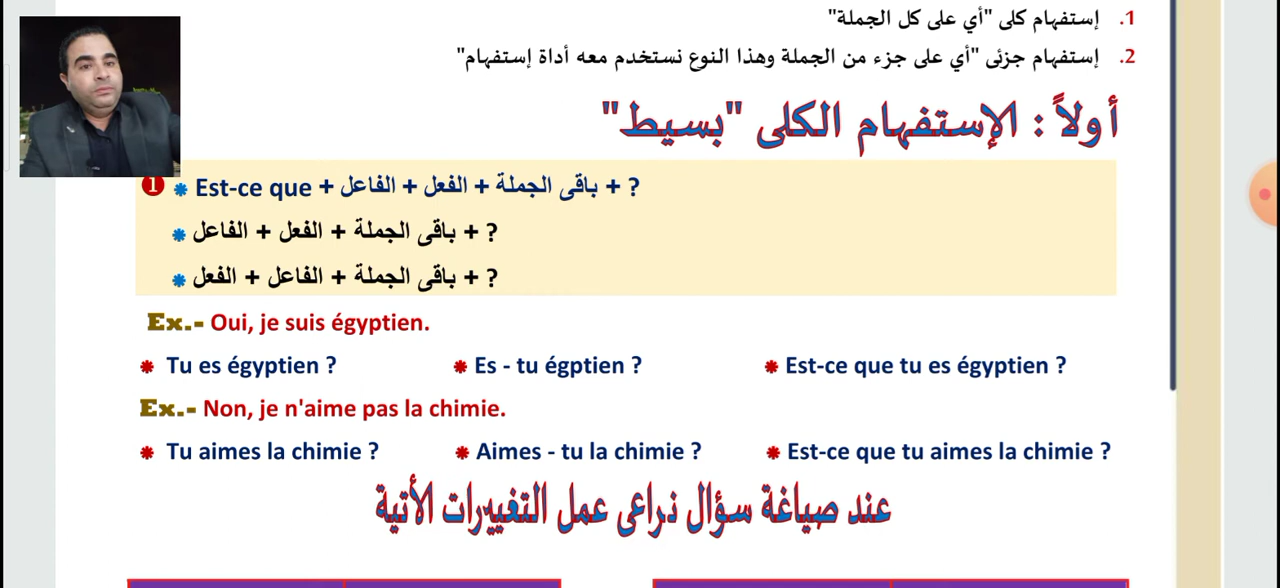 1. إستفهام كلى "أي على كل الجملة"
2. إستفهام جزئى "أي على جزء من الجملة وهذا النوع نستخدم معه أداة إستفهام"
أولاً : الإستفهام الكلى "بسيط"
1 * Est-ce que + الفاعل + الفعل + باقى الجملة + ?
* الفاعل + الفعل + باقى الجملة + ?
* الفعل + الفاعل + باقى الجملة + ?
Ex.- Oui, je suis égyptien.
* Tu es égyptien ? * Es - tu égptien ? * Est-ce que tu es égyptien ?
Ex.- Non, je n'aime pas la chimie.
* Tu aimes la chimie ? * Aimes - tu la chimie ? * Est-ce que tu aimes la chimie ?
عند صياغة سؤال نراعى عمل التغييرات الأتية